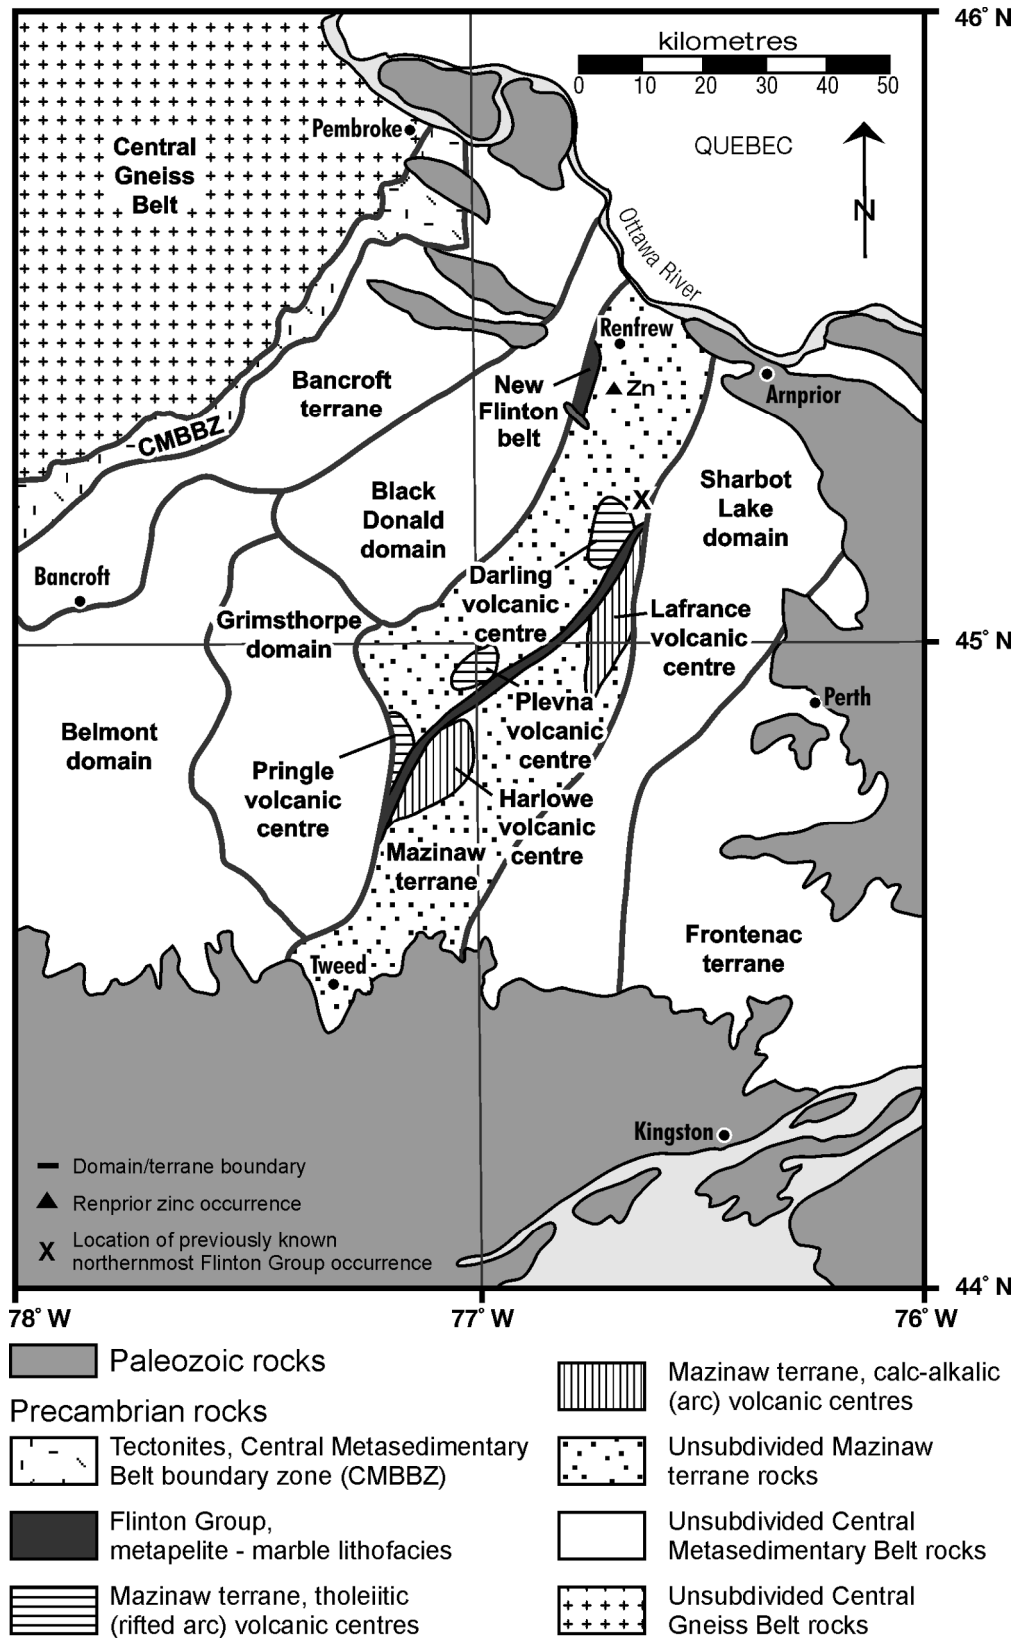 46° N
kilometres
0 10 20 30 40 50
QUEBEC
N
Pembroke
Central
Gneiss
Belt
Ottawa River
Renfrew
Zn
Arnprior
New
Flinton
belt
Bancroft
terrane
CMBBZ
Black
Donald
domain
Sharbot
Lake
domain
X
Bancroft
Darling
volcanic
centre
Lafrance
volcanic
centre
Grimsthorpe
domain
45° N
Plevna
volcanic
centre
Perth
Belmont
domain
Pringle
volcanic
centre
Harlowe
volcanic
centre
Mazinaw
terrane
Frontenac
terrane
Tweed
Kingston
Domain/terrane boundary
Renprior zinc occurrence
X Location of previously known
northernmost Flinton Group occurrence
44° N
78° W 77° W 76° W
Paleozoic rocks
Precambrian rocks
Tectonites, Central Metasedimentary
Belt boundary zone (CMBBZ)
Flinton Group,
metapelite - marble lithofacies
Mazinaw terrane, tholeiitic
(rifted arc) volcanic centres
Mazinaw terrane, calc-alkalic
(arc) volcanic centres
Unsubdivided Mazinaw
terrane rocks
Unsubdivided Central
Metasedimentary Belt rocks
Unsubdivided Central
Gneiss Belt rocks